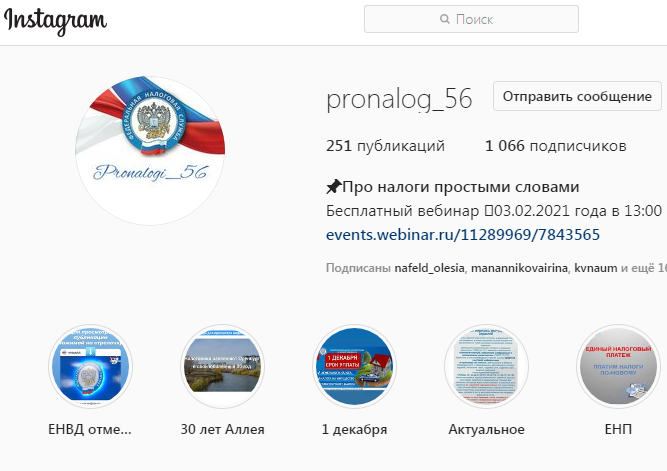 Instagram
Поиск
ФЕДЕРАЛЬНАЯ НАЛОГОВАЯ СЛУЖБА
Pronalogi_56
pronalog_56
Отправить сообщение
251 публикаций 1 066 подписчиков
Про налоги простыми словами
Бесплатный вебинар 03.02.2021 года в 13:00
events.webinar.ru/11289969/7843565
Подписаны nafeld_olesia, manannikovairina, kvnaum и ещё 16
1 ДЕКАБРЯ
СРОК УПЛАТЫ
ЕДИНЫЙ НАЛОГОВЫЙ
ПЛАТЕЖ
ПЛАТИМ НАЛОГИ
ПО-НОВОМУ
ЕНВД отме...
30 лет Аллея
1 декабря
Актуальное
ЕНП